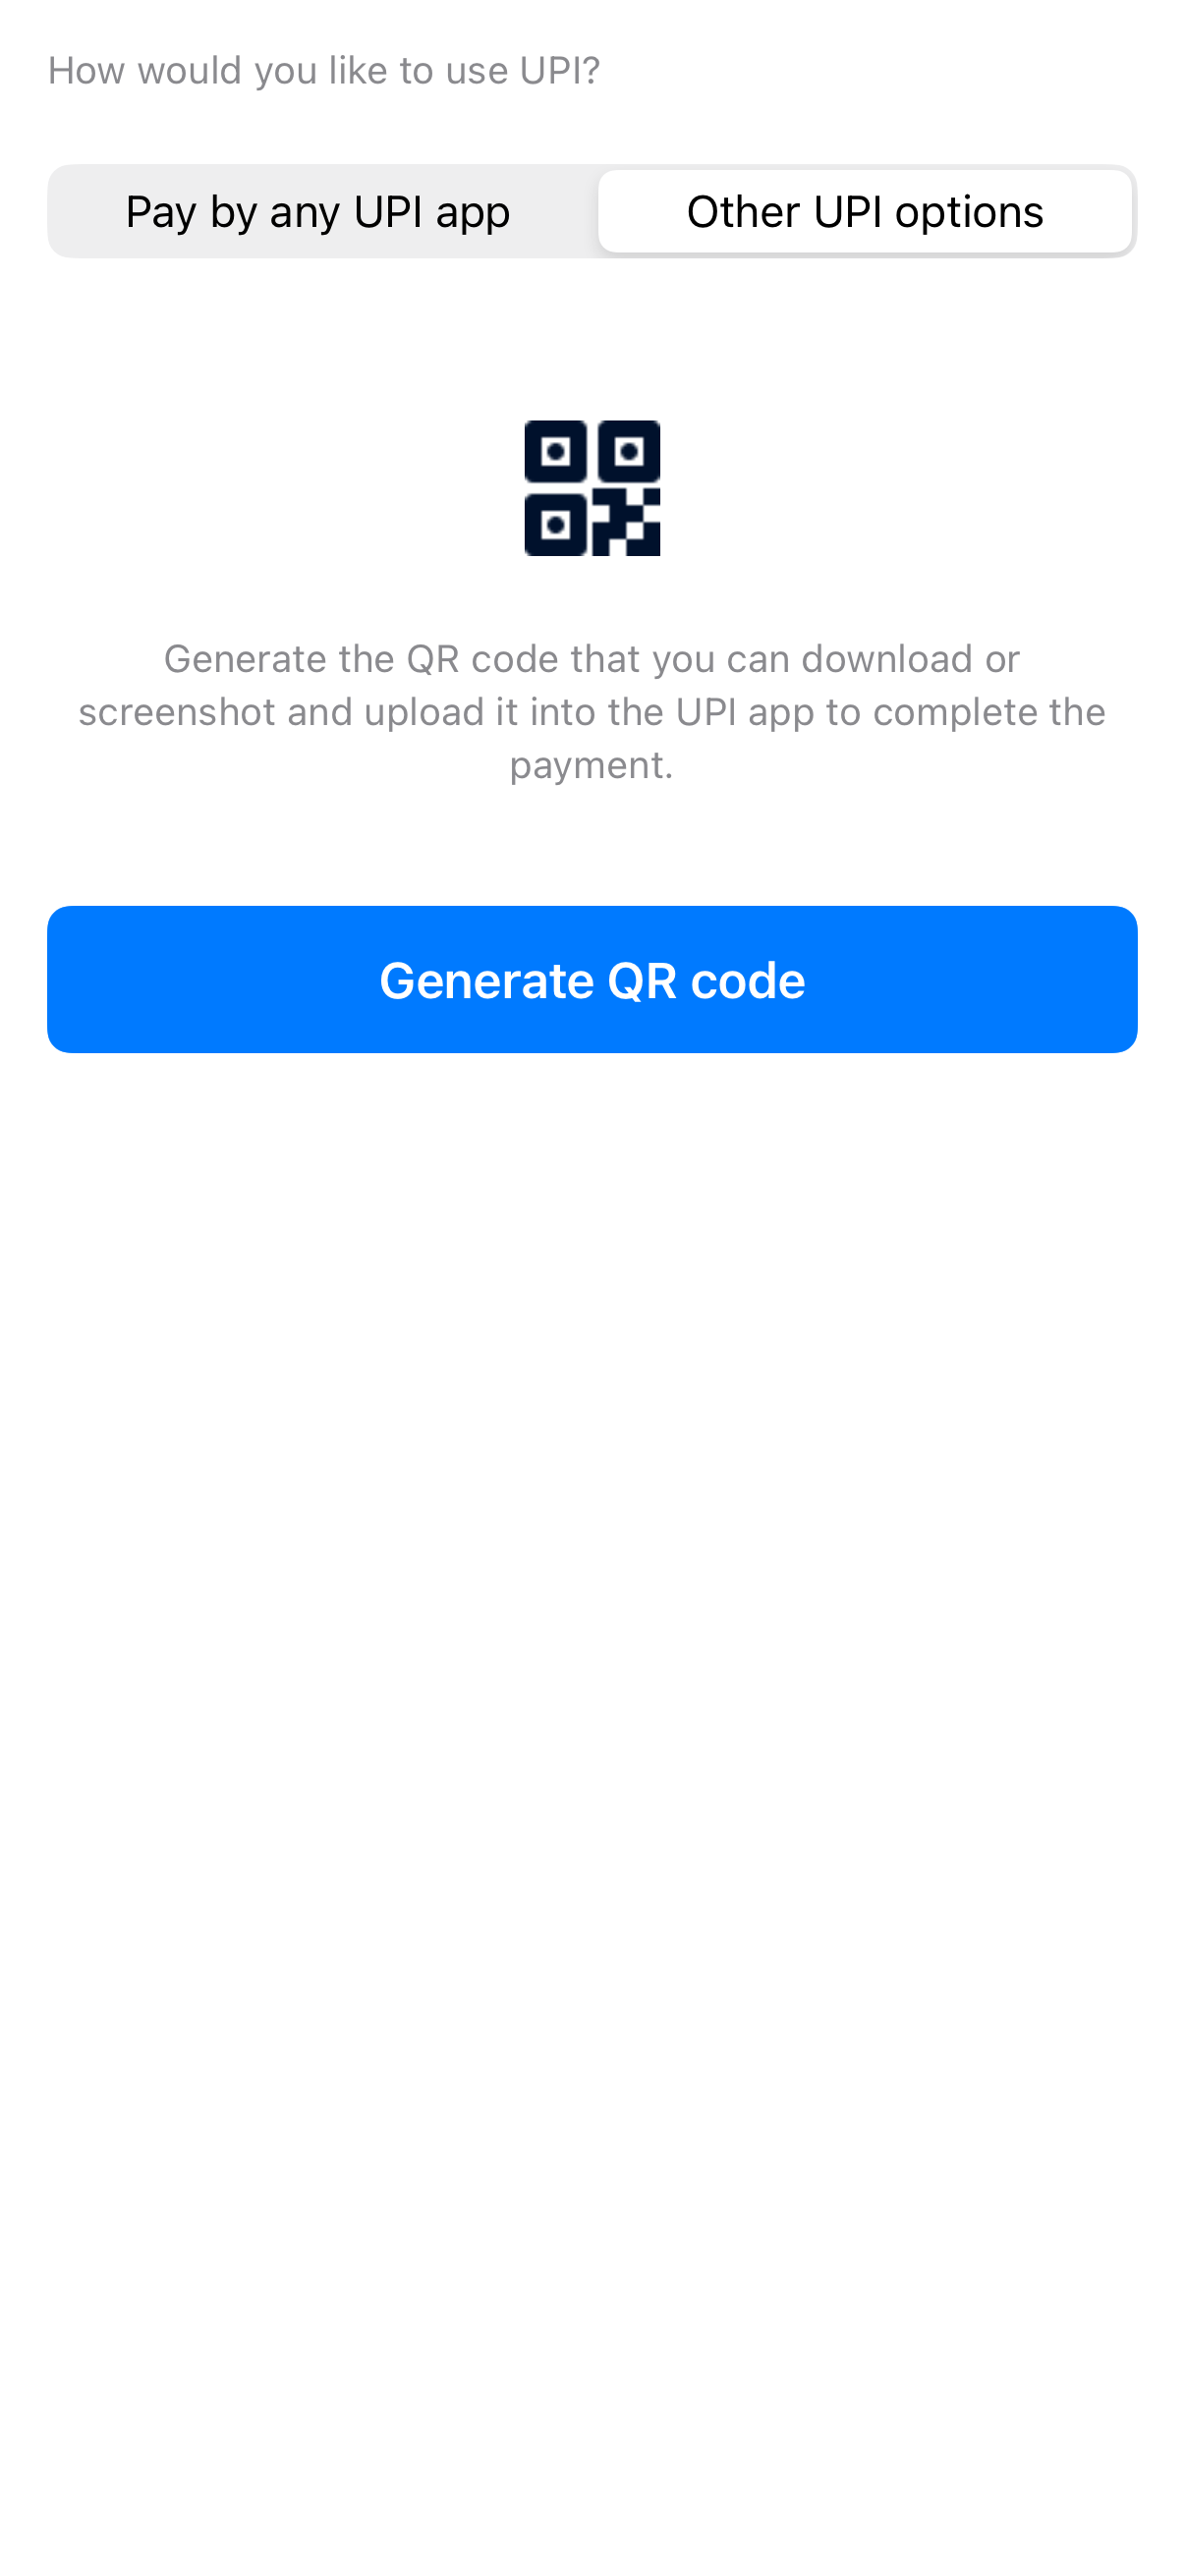 How would you like to use UPI?
Pay by any UPI app
Other UPI options
Generate the QR code that you can download or
screenshot and upload it into the UPI app to complete the
payment.
Generate QR code